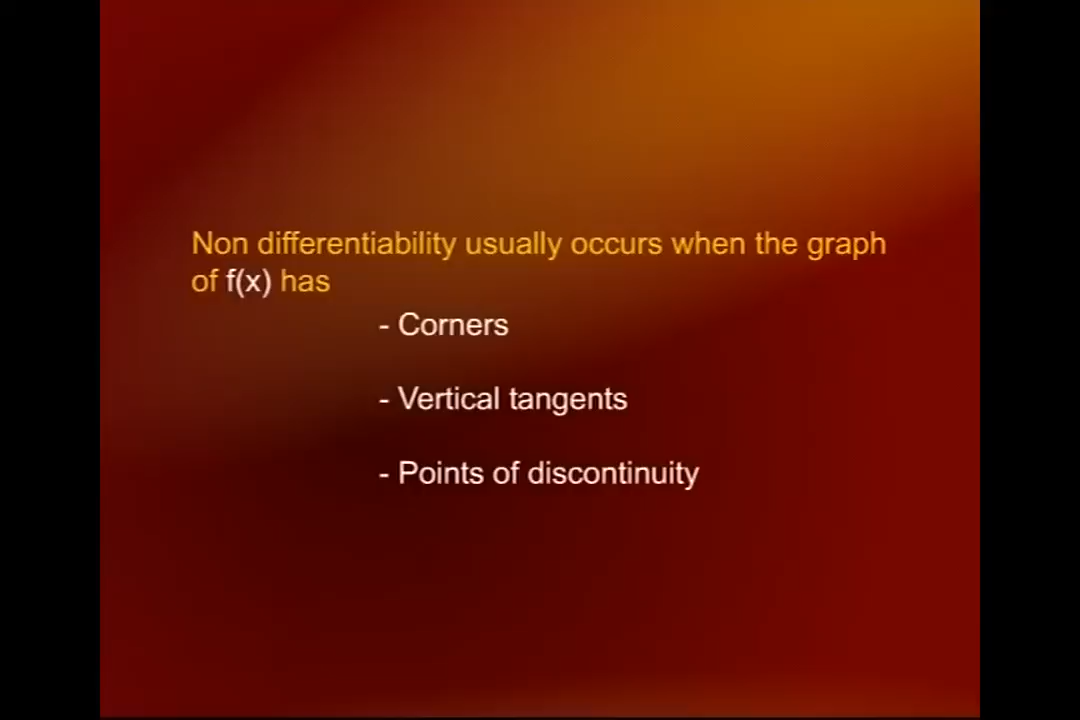 Non differentiability usually occurs when the graph
of f(x) has
- Corners
- Vertical tangents
- Points of discontinuity